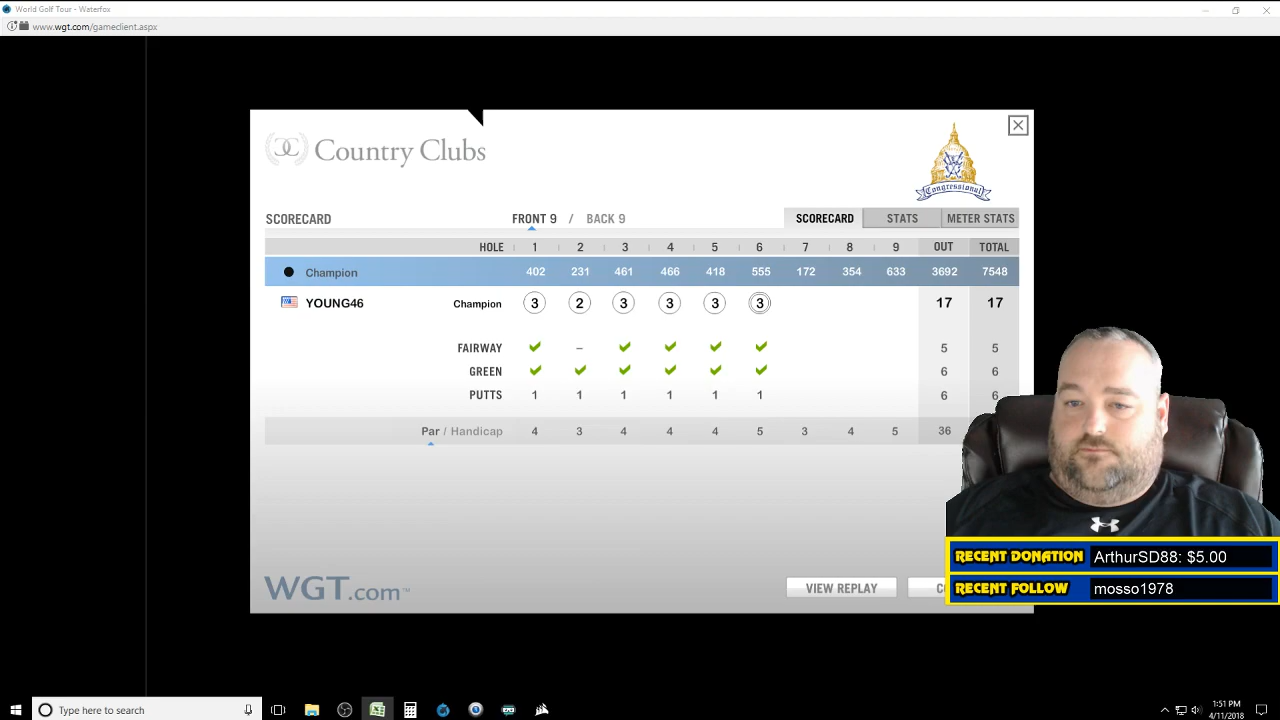 World Golf Tour - Waterfox
www.wgt.com/gameclient.aspx
CC Country Clubs
Congressional
SCORECARD FRONT 9 / BACK 9 SCORECARD STATS METER STATS
HOLE 1 2 3 4 5 6 7 8 9 OUT TOTAL
Champion 402 231 461 466 418 555 172 354 633 3692 7548
YOUNG46 Champion 3 2 3 3 3 3 17 17
FAIRWAY – 5 5
GREEN 6 6
PUTTS 1 1 1 1 1 1 6 6
Par / Handicap 4 3 4 4 4 5 3 4 5 36
WGT.com™ VIEW REPLAY
RECENT DONATION ArthurSD88: $5.00
RECENT FOLLOW mosso1978
Type here to search
1:51 PM
4/11/2018